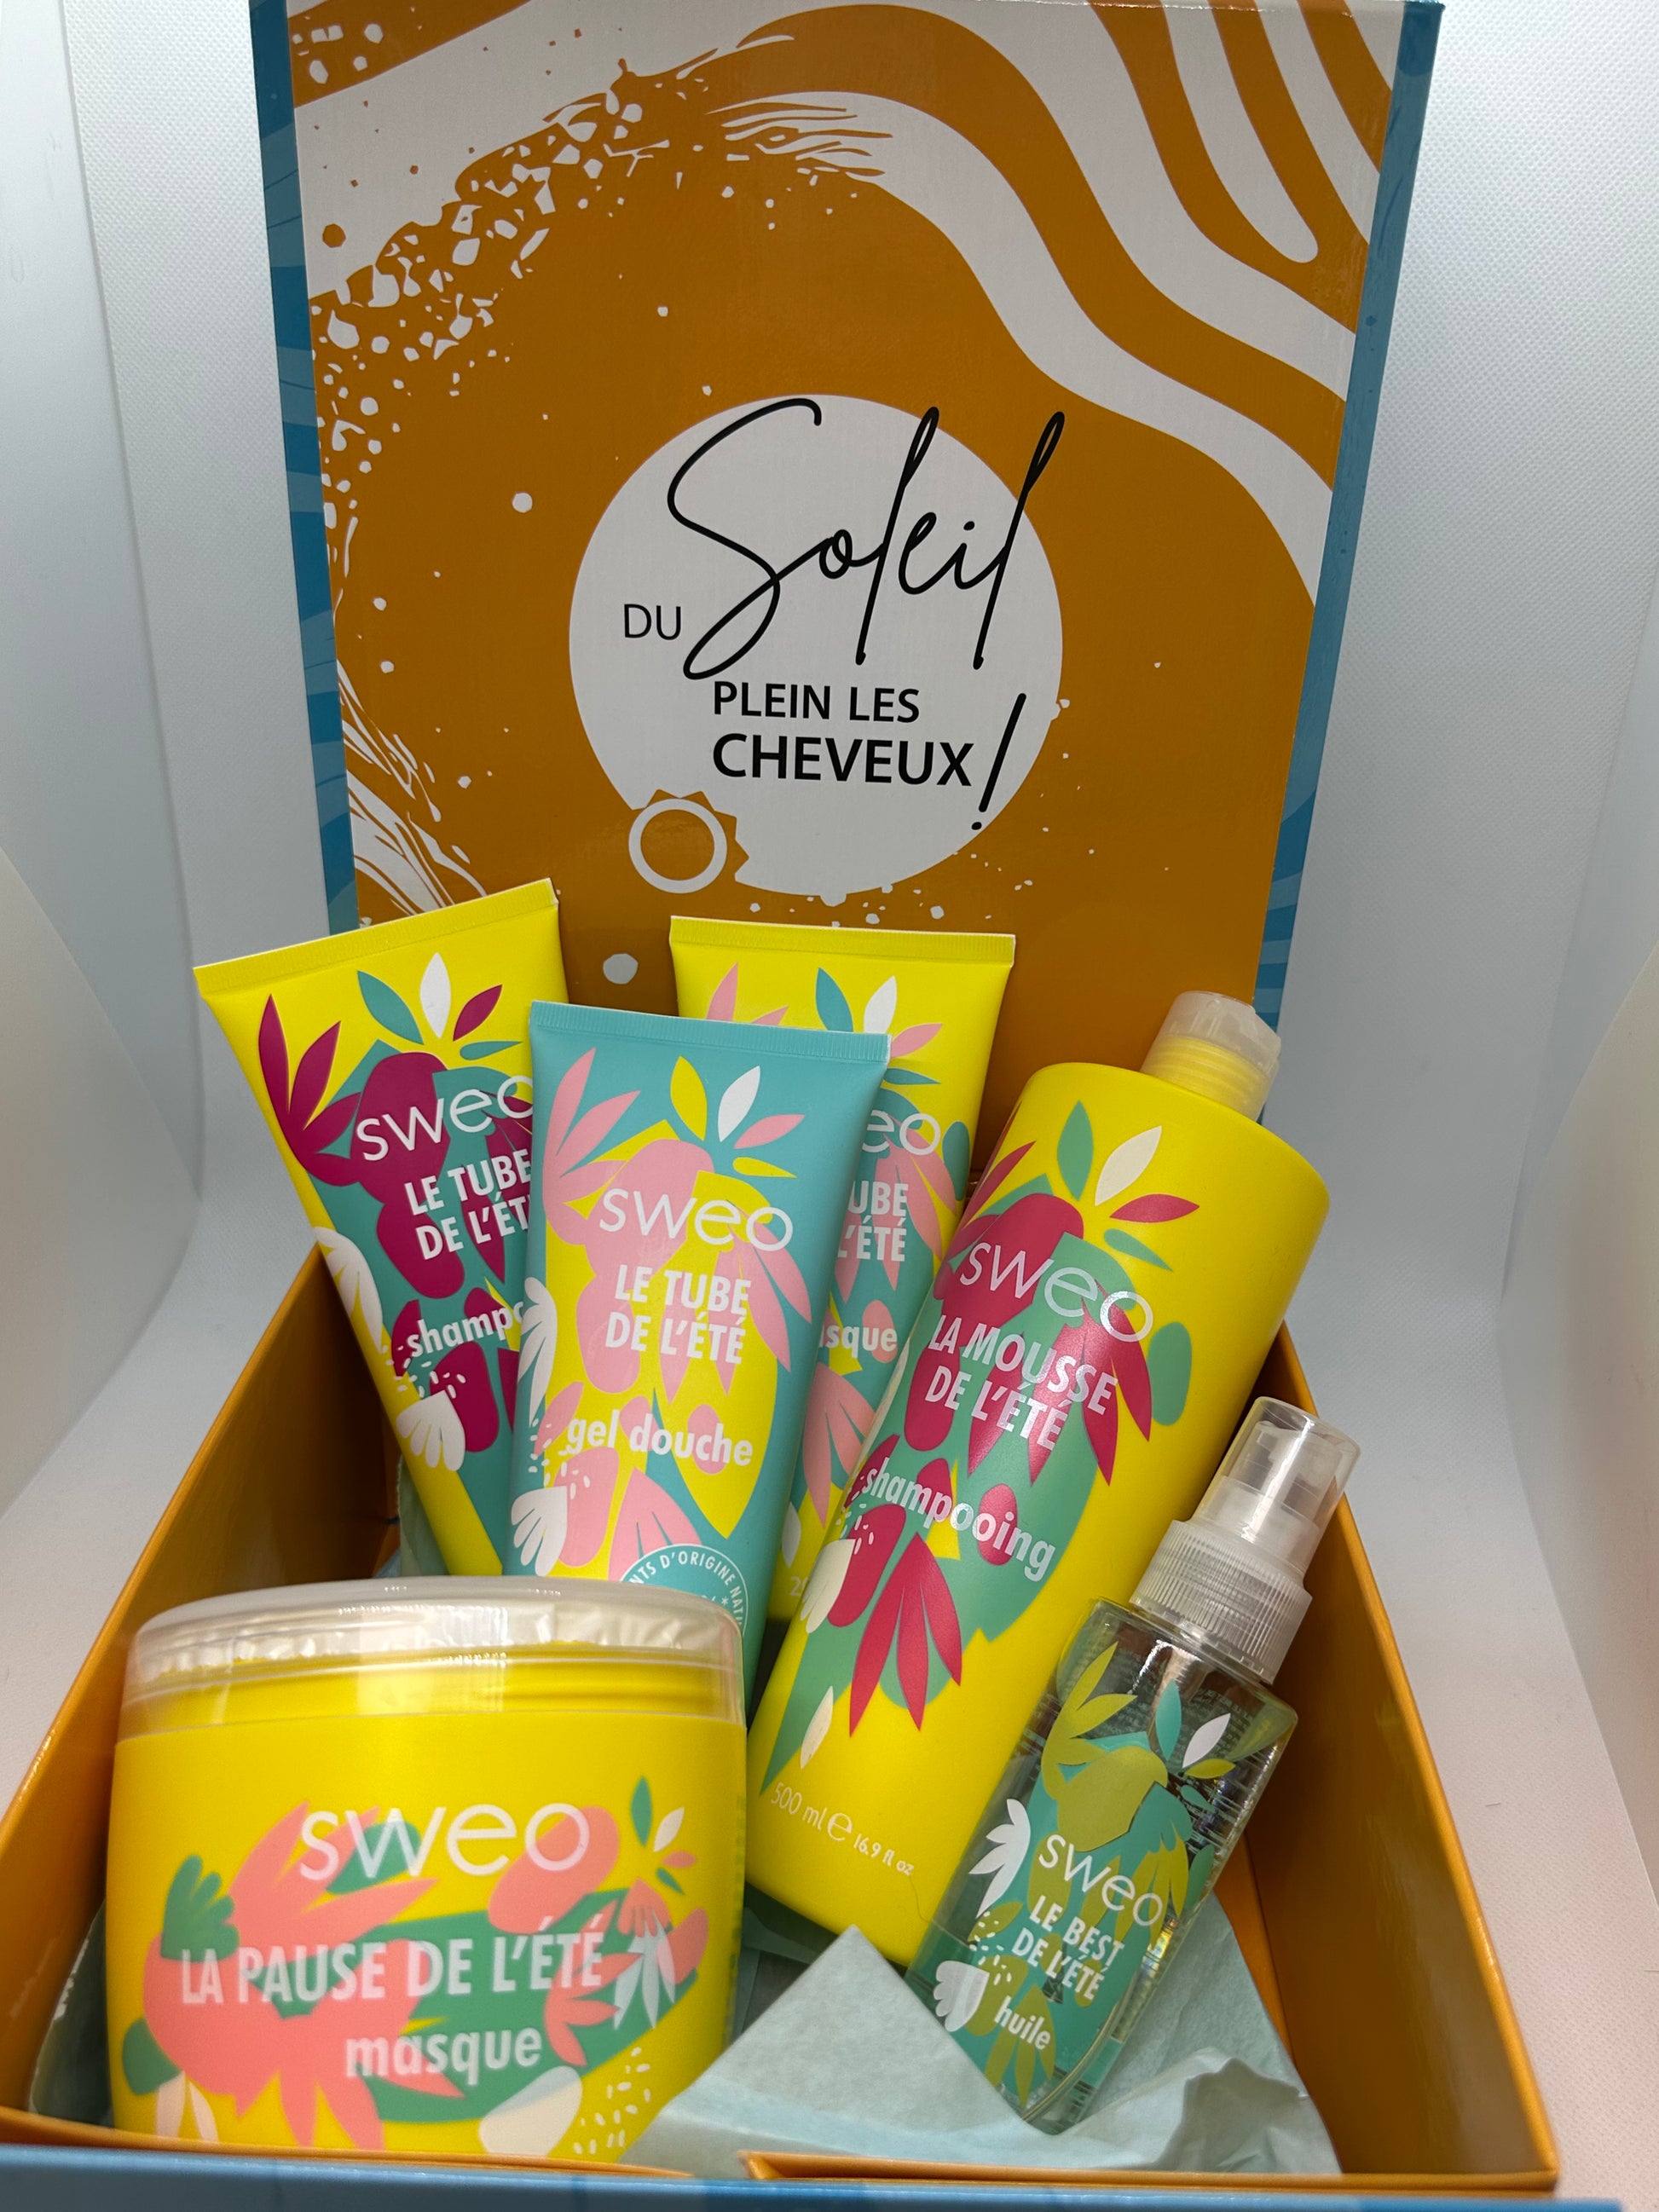 Soleil
DU
PLEIN LES
CHEVEUX!
sweo
LE TUBE
DE L'ÉT
shampo
sweo
LE TUBE
DE L'ÉTÉ
gel douche
NTS D'ORIGINE NAT
eo
UBE
L'ÉTÉ
sque
sweo
LA MOUSSE
DE L'ÉTÉ
shampooing
500 ml e 16.9 fl oz
sweo
LE BEST
DE L'ÉTÉ
huile
sweo
LA PAUSE DE L'ÉTÉ
masque